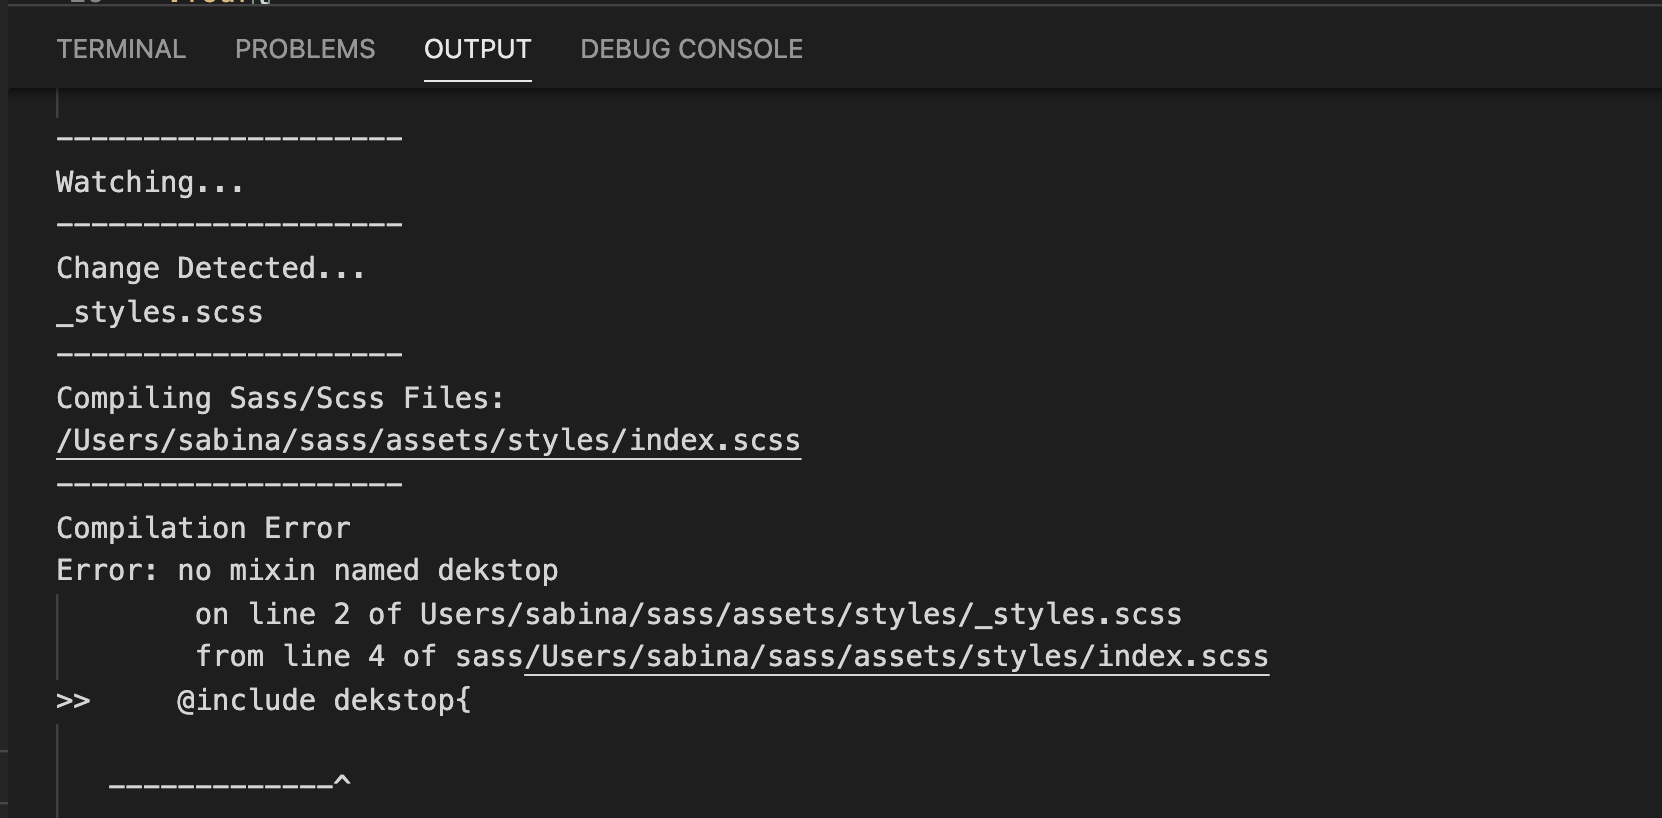 TERMINAL PROBLEMS OUTPUT DEBUG CONSOLE
--------------------
Watching...
--------------------
Change Detected...
_styles.scss
--------------------
Compiling Sass/Scss Files:
/Users/sabina/sass/assets/styles/index.scss
--------------------
Compilation Error
Error: no mixin named dekstop
on line 2 of Users/sabina/sass/assets/styles/_styles.scss
from line 4 of sass/Users/sabina/sass/assets/styles/index.scss
>> @include dekstop{
-------------^